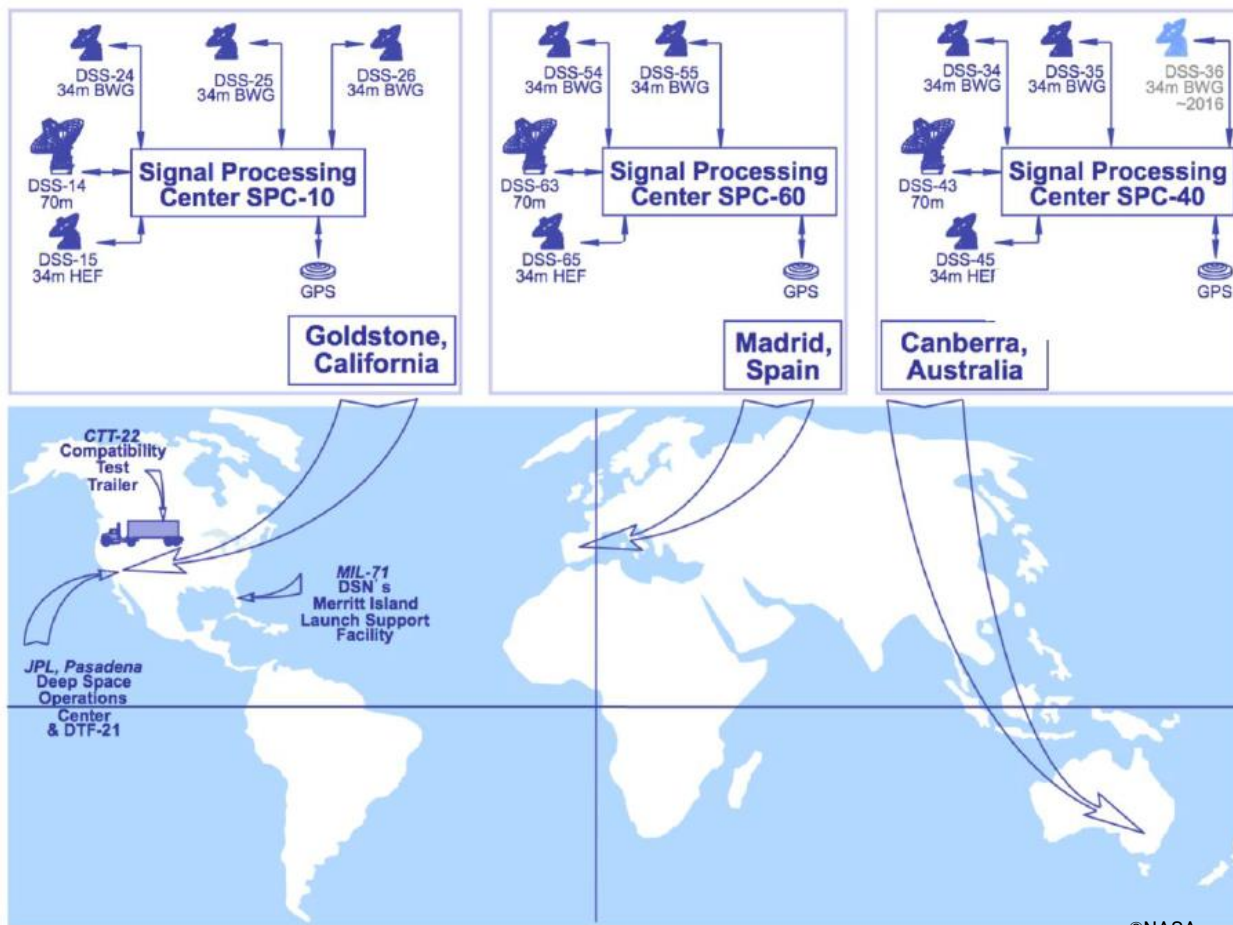 DSS-24
34m BWG
DSS-25
34m BWG
DSS-26
34m BWG
DSS-14
70m
Signal Processing
Center SPC-10
DSS-15
34m HEF
GPS
Goldstone,
California
DSS-54
34m BWG
DSS-55
34m BWG
DSS-63
70m
Signal Processing
Center SPC-60
DSS-65
34m HEF
GPS
Madrid,
Spain
DSS-34
34m BWG
DSS-35
34m BWG
DSS-36
34m BWG
~2016
DSS-43
70m
Signal Processing
Center SPC-40
DSS-45
34m HEF
GPS
Canberra,
Australia
CTT-22
Compatibility
Test
Trailer
MIL-71
DSN`s
Merritt Island
Launch Support
Facility
JPL, Pasadena
Deep Space
Operations
Center
& DTF-21
©NASA